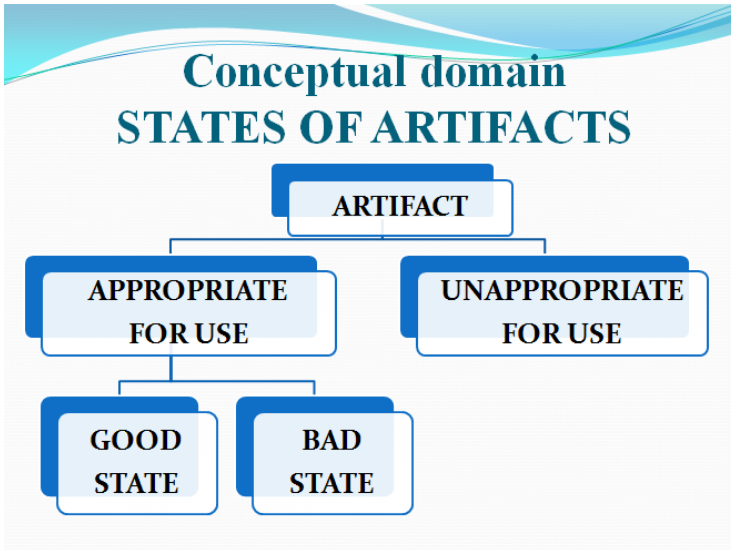 Conceptual domain
STATES OF ARTIFACTS
ARTIFACT
APPROPRIATE
FOR USE
UNAPPROPRIATE
FOR USE
GOOD
STATE
BAD
STATE